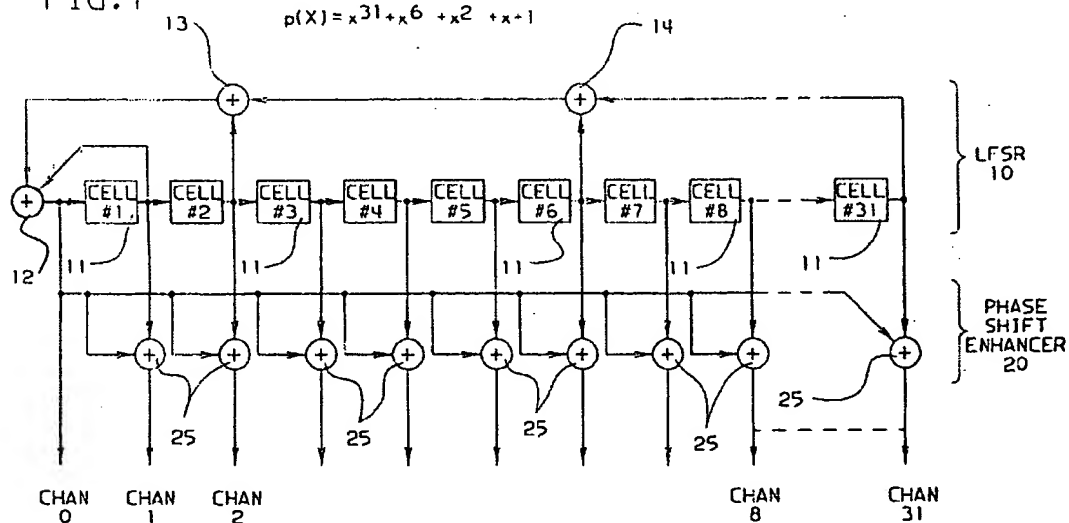 FIG.1
p(X) = x31+x6 +x2 +x+1
13
14
LFSR
10
CELL
#1
CELL
#2
CELL
#3
CELL
#4
CELL
#5
CELL
#6
CELL
#7
CELL
#8
CELL
#31
12
11
11
11
11
11
PHASE
SHIFT
ENHANCER
20
25
25
25
25
25
CHAN
0
CHAN
1
CHAN
2
CHAN
8
CHAN
31